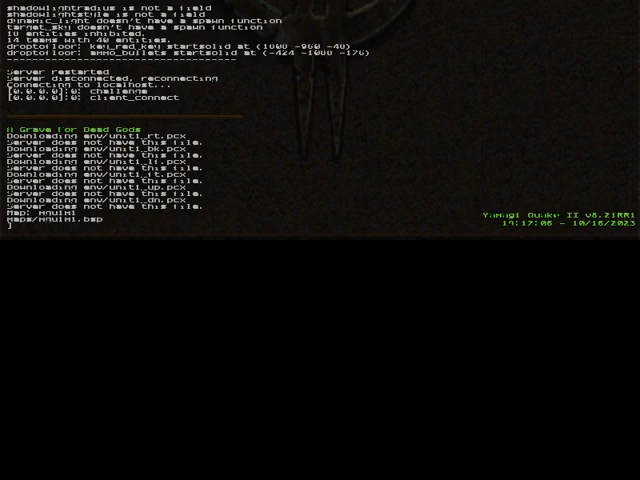 shadowlightradius is not a field
shadowlightstyle is not a field
dynamic_light doesn't have a spawn function
target_sky doesn't have a spawn function
10 entities inhibited.
14 teams with 40 entities.
droptofloor: key_red_key startsolid at (1000 -960 -40)
droptofloor: ammo_bullets startsolid at (-424 -1000 -176)
------------------------------------
Server restarted
Server disconnected, reconnecting
Connecting to localhost...
[0.0.0.0]:0: challenge
[0.0.0.0]:0: client_connect
A Grave For Dead Gods
Downloading env/unit1_rt.pcx
Server does not have this file.
Downloading env/unit1_bk.pcx
Server does not have this file.
Downloading env/unit1_lf.pcx
Server does not have this file.
Downloading env/unit1_ft.pcx
Server does not have this file.
Downloading env/unit1_up.pcx
Server does not have this file.
Downloading env/unit1_dn.pcx
Server does not have this file.
Map: mguim1
maps/mguim1.bsp
]
Yamagi Quake II v8.21RR1
19:17:06 - 10/16/2023